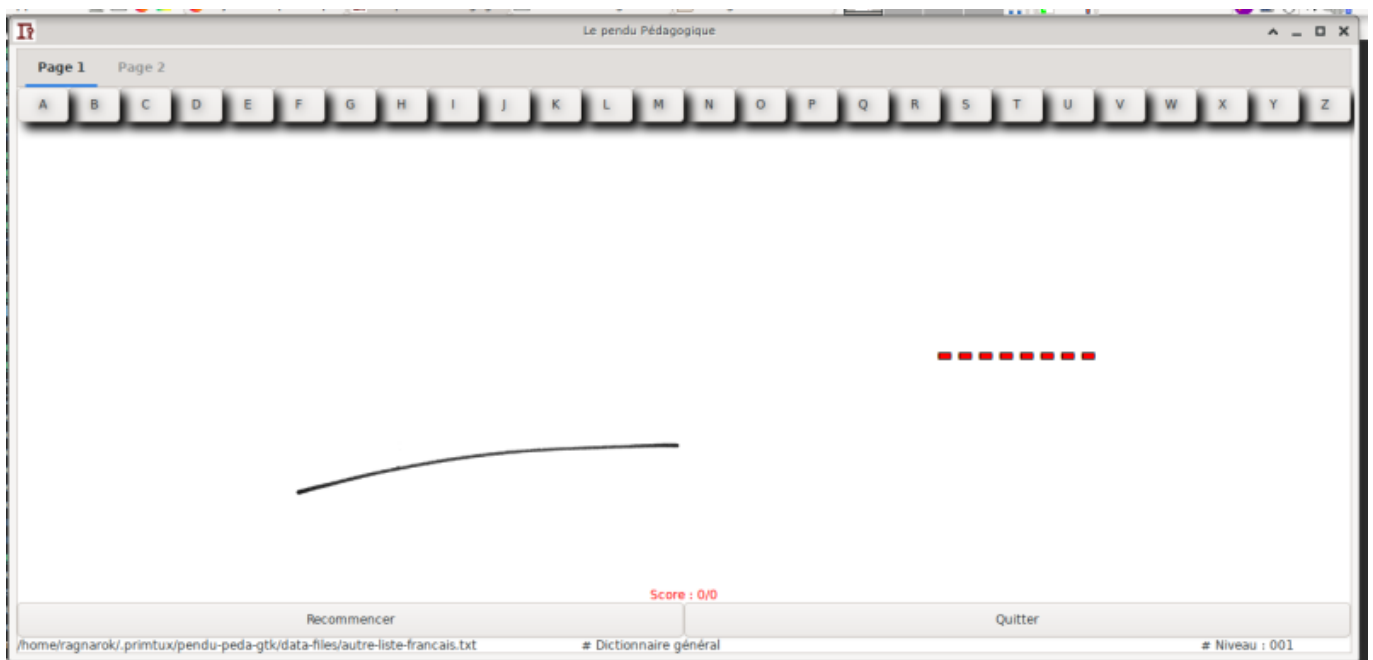 Le pendu Pédagogique
Page 1 Page 2
A B C D E F G H I J K L M N O P Q R S T U V W X Y Z
Score : 0/0
Recommencer Quitter
/home/ragnarok/.primtux/pendu-peda-gtk/data-files/autre-liste-francais.txt # Dictionnaire général # Niveau : 001